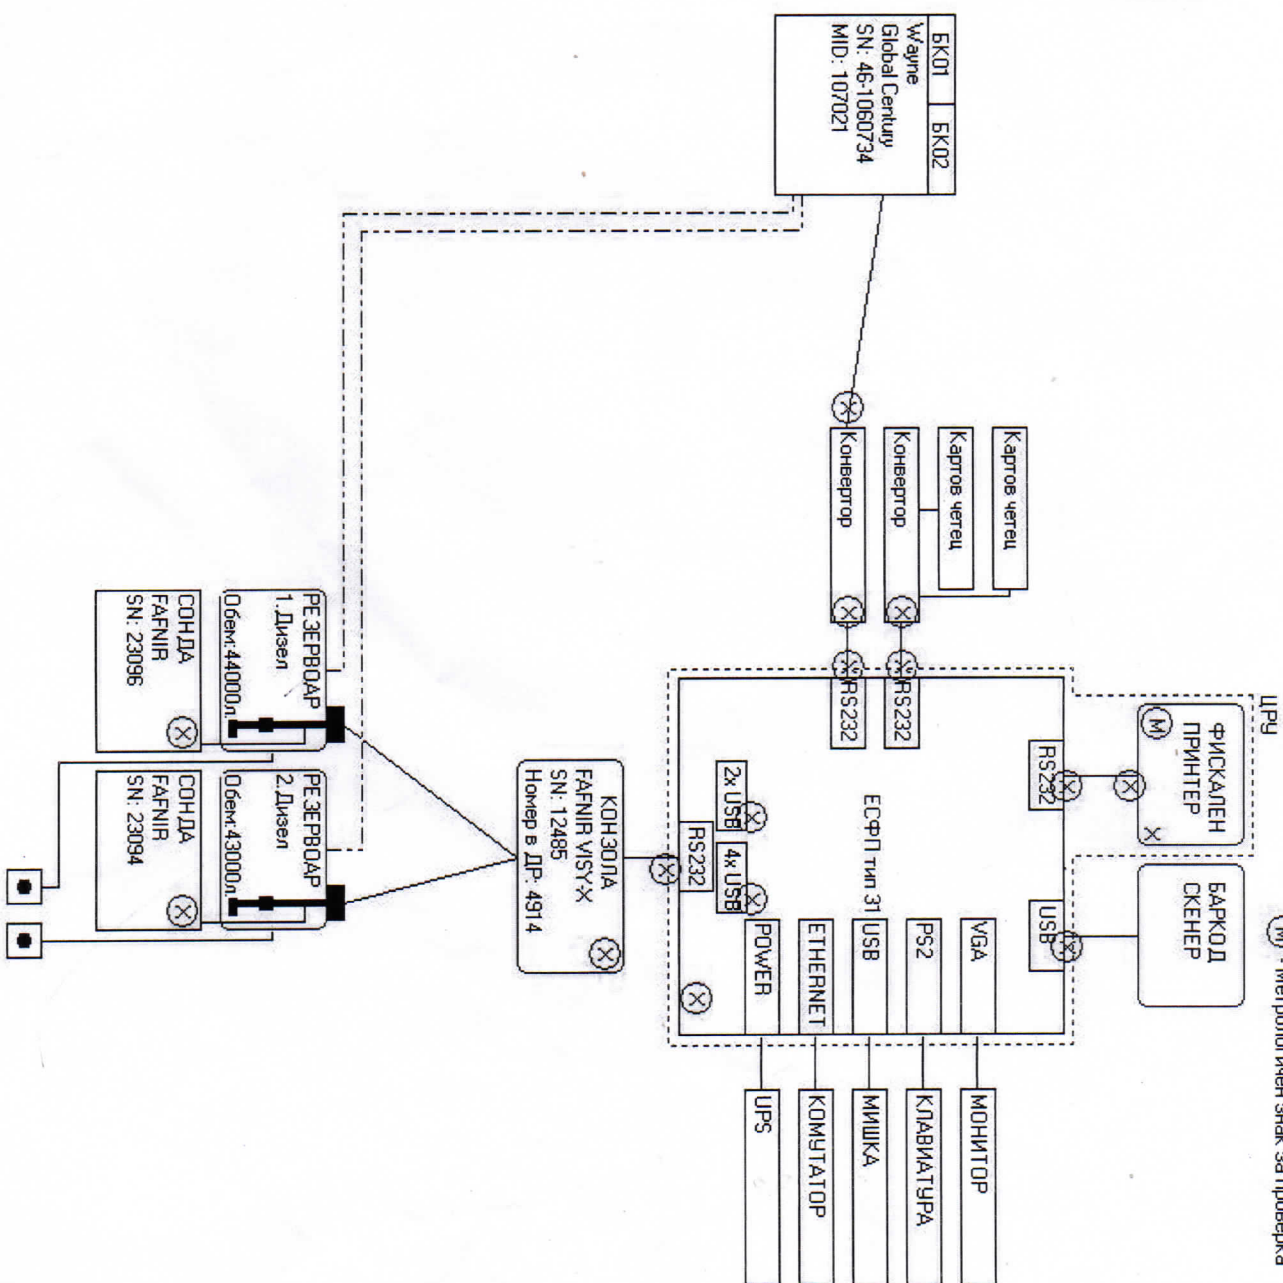 М - Метрологичен знак за проверка
ЦРУ
ФИСКАЛЕН
ПРИНТЕР
М
X
БАРКОД
СКЕНЕР
RS232
X
X
USB
X
Картов четец
Картов четец
Конвертор
X
RS232
X
Конвертор
X
X
RS232
X
ЕСФП тип 31
VGA
МОНИТОР
PS2
КЛАВИАТУРА
USB
МИШКА
ETHERNET
КОМУТАТОР
POWER
UPS
2x USB
X
4x USB
X
RS232
X
X
БК01
БК02
Wayne
Global Century
SN: 46-1060734
MID: 107021
КОНЗОЛА
FAFNIR VISY-X
SN: 12485
Номер в ДР: 4914
X
РЕЗЕРВОАР
1.Дизел
Обем:44000л.
РЕЗЕРВОАР
2.Дизел
Обем:43000л.
СОНДА
FAFNIR
SN: 23096
X
СОНДА
FAFNIR
SN: 23094
X